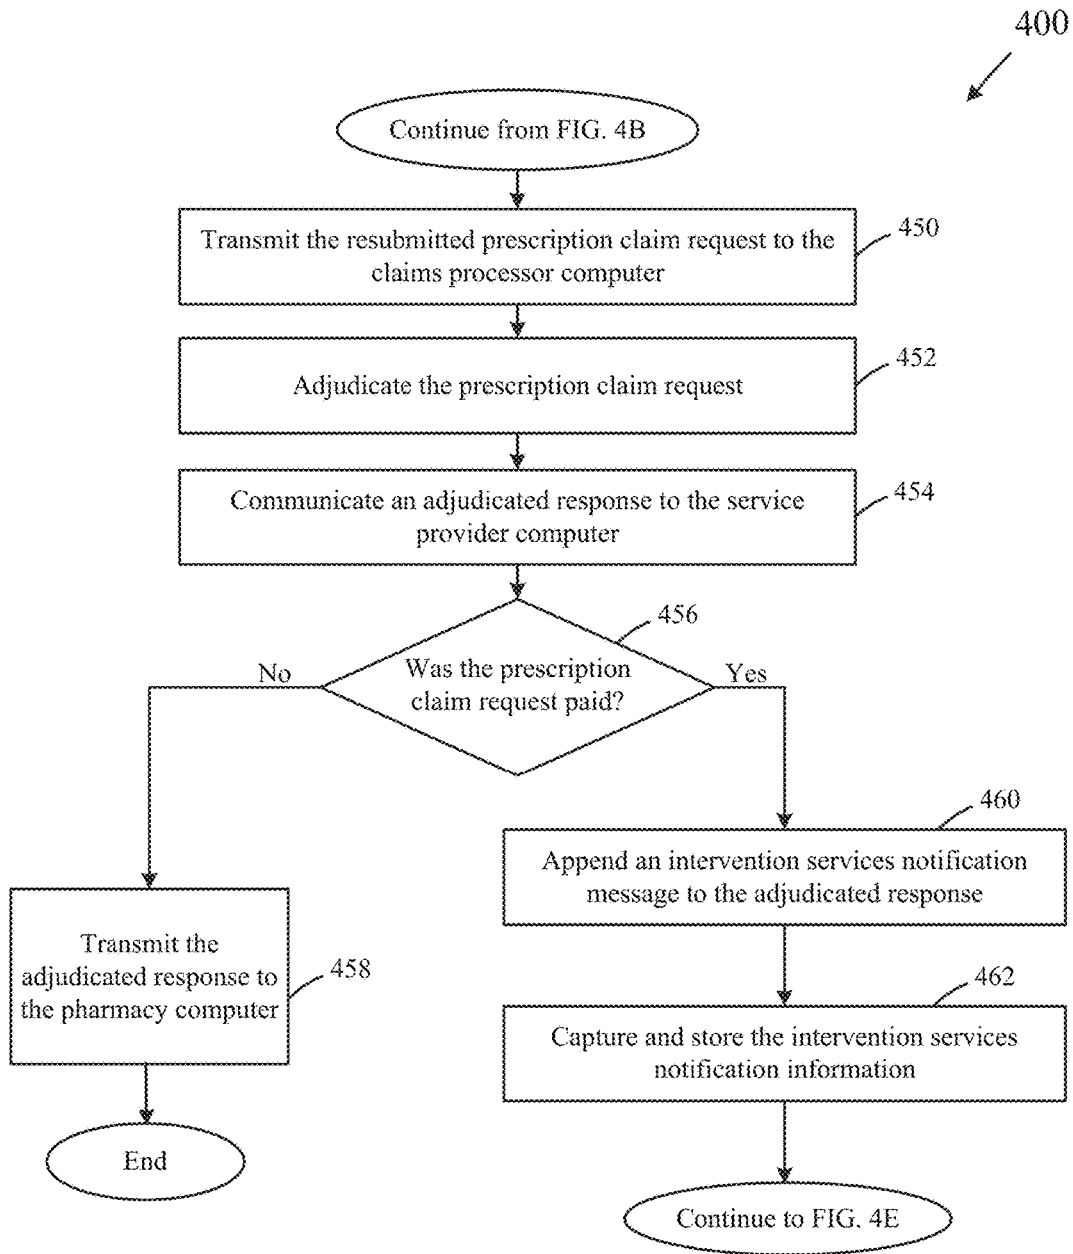 400
Continue from FIG. 4B
Transmit the resubmitted prescription claim request to the
claims processor computer
450
Adjudicate the prescription claim request
452
Communicate an adjudicated response to the service
provider computer
454
Was the prescription
claim request paid?
456
No
Yes
Append an intervention services notification
message to the adjudicated response
460
Transmit the
adjudicated response to
the pharmacy computer
458
Capture and store the intervention services
notification information
462
End
Continue to FIG. 4E